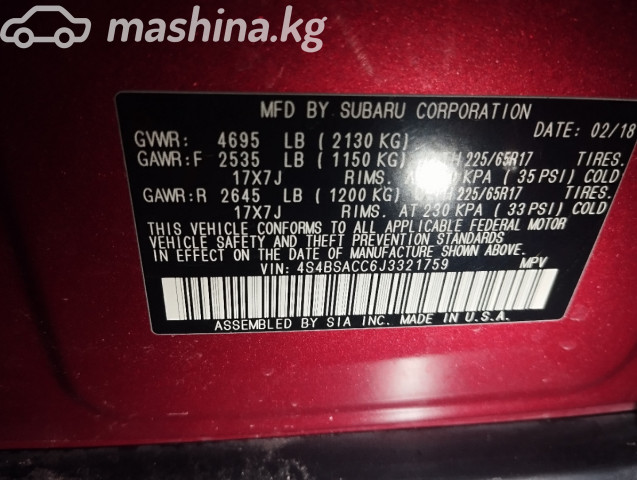 mashina.kg
MFD BY SUBARU CORPORATION
DATE: 02/18
GVWR: 4695 LB ( 2130 KG)
GAWR:F 2535 LB ( 1150 KG) 225/65R17 TIRES.
17X7J RIMS. AT KPA ( 35 PSI) COLD
GAWR:R 2645 LB ( 1200 KG) 225/65R17 TIRES.
17X7J RIMS. AT 230 KPA ( 33 PSI) COLD
THIS VEHICLE CONFORMS TO ALL APPLICABLE FEDERAL MOTOR
VEHICLE SAFETY AND THEFT PREVENTION STANDARDS
IN EFFECT ON THE DATE OF MANUFACTURE SHOWN ABOVE.
VIN: 4S4BSACC6J3321759 MPV
ASSEMBLED BY SIA INC. MADE IN U.S.A.